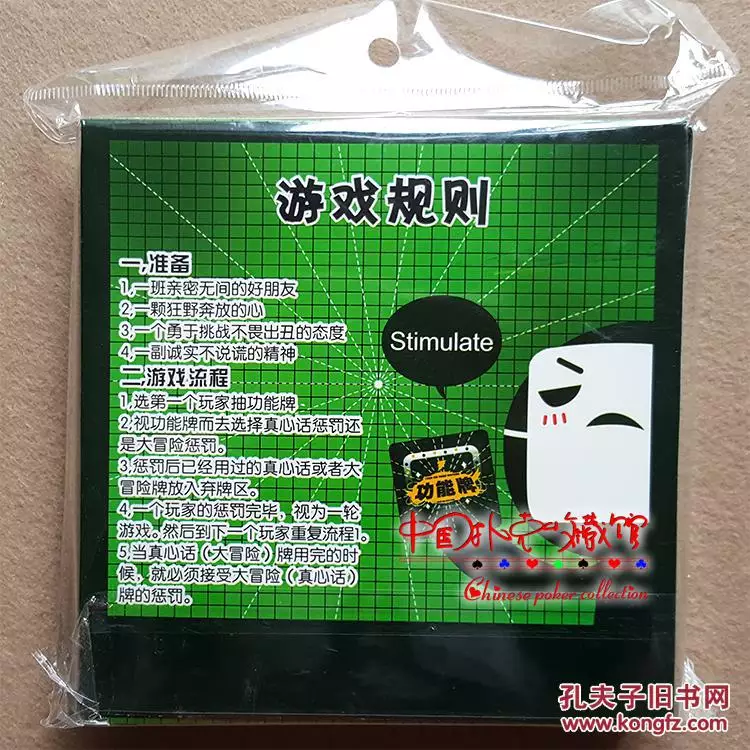 游戏规则
一,准备
1,一班亲密无间的好朋友
2,一颗狂野奔放的心
3,一个勇于挑战不畏出丑的态度
4,一副诚实不说谎的精神
二,游戏流程
1,选第一个玩家抽功能牌
2,视功能牌而去选择真心话惩罚还
是大冒险惩罚。
3,惩罚后已经用过的真心话或者大
冒险牌放入弃牌区。
4,一个玩家的惩罚完毕，视为一轮
游戏。然后到下一个玩家重复流程1。
5,当真心话（大冒险）牌用完的时
候，就必须接受大冒险（真心话）
牌的惩罚。
Stimulate
功能牌
中国扑克收藏馆
Chinese poker collection
孔夫子旧书网
www.kongfz.com